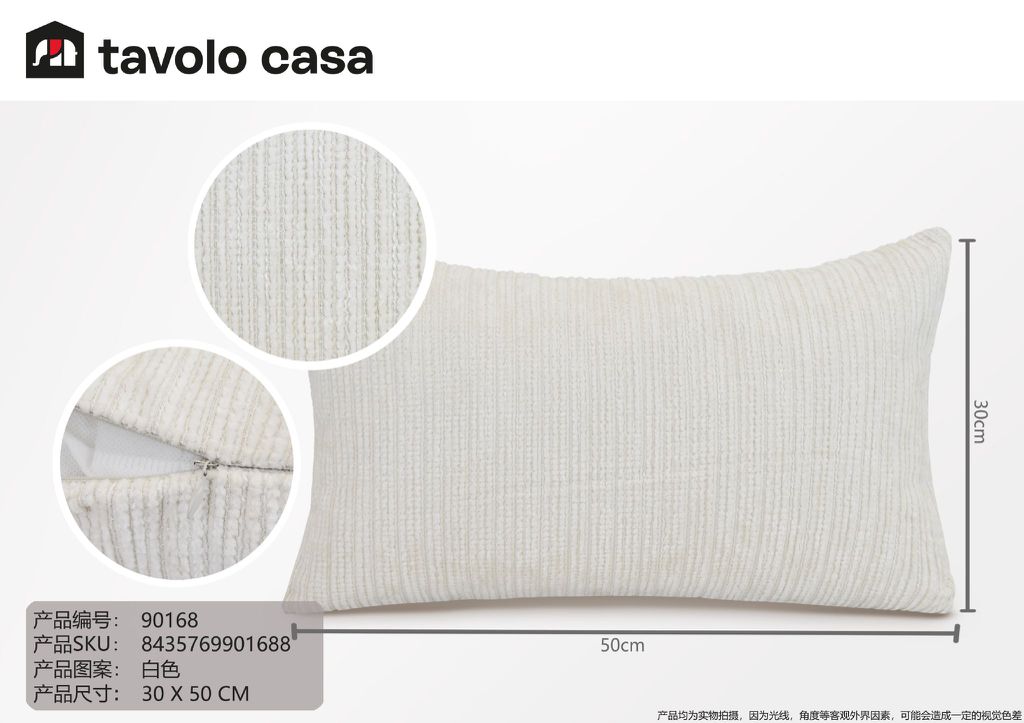 tavolo casa
30cm
50cm
产品编号： 90168
产品SKU： 8435769901688
产品图案： 白色
产品尺寸： 30 X 50 CM
产品均为实物拍摄，因为光线，角度等客观外界因素，可能会造成一定的视觉色差